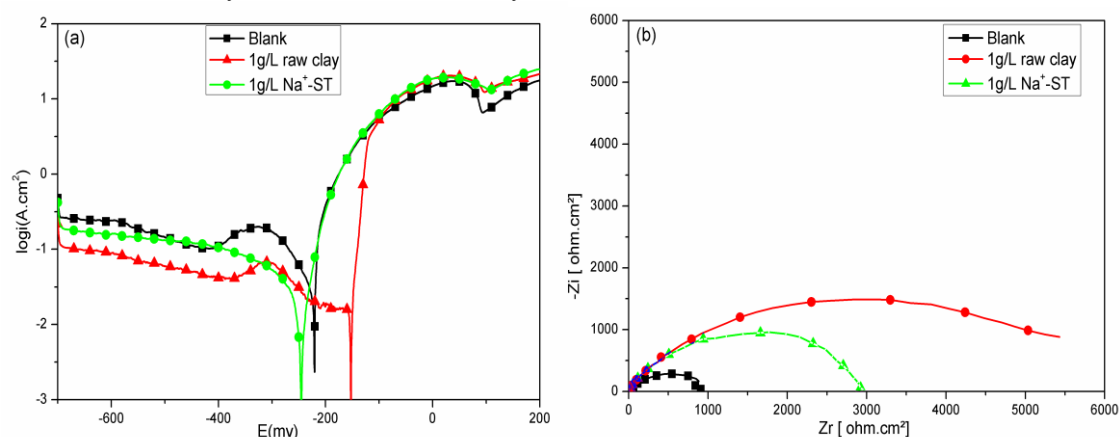 (a)
Blank
1g/L raw clay
1g/L Na⁺-ST
logi(A.cm²)
2
1
0
-1
-2
-3
-600
-400
-200
0
200
E(mv)
(b)
Blank
1g/L raw clay
1g/L Na⁺-ST
-Zi [ ohm.cm²]
6000
5000
4000
3000
2000
1000
0
0
1000
2000
3000
4000
5000
6000
Zr [ ohm.cm²]